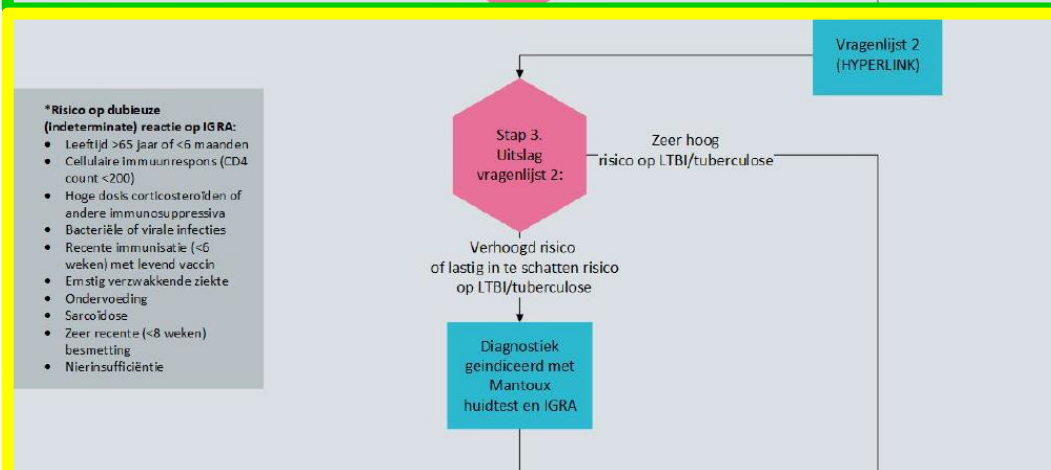 Vragenlijst 2
(HYPERLINK)
*Risico op dubieuze
(indeterminate) reactie op IGRA:
• Leeftijd >65 jaar of <6 maanden
• Cellulaire immuunrespons (CD4
count <200)
• Hoge dosis corticosteroïden of
andere immunosuppressiva
• Bacteriële of virale infecties
• Recente immunisatie (<6
weken) met levend vaccin
• Ernstig verzwakkende ziekte
• Ondervoeding
• Sarcoïdose
• Zeer recente (<8 weken)
besmetting
• Nierinsufficiëntie
Stap 3.
Uitslag
vragenlijst 2:
Zeer hoog
risico op LTBI/tuberculose
Verhoogd risico
of lastig in te schatten risico
op LTBI/tuberculose
Diagnostiek
geindiceerd met
Mantoux
huidtest en IGRA